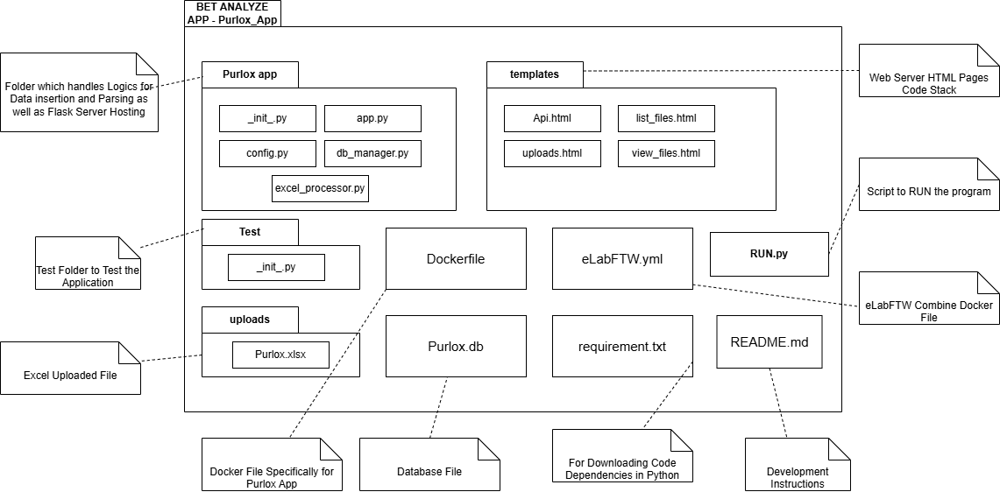 BET ANALYZE
APP - Purlox_App
Purlox app
_init_.py
app.py
config.py
db_manager.py
excel_processor.py
templates
Api.html
list_files.html
uploads.html
view_files.html
Folder which handles Logics for
Data insertion and Parsing as
well as Flask Server Hosting
Web Server HTML Pages
Code Stack
Script to RUN the program
Test
_init_.py
Test Folder to Test the
Application
Dockerfile
eLabFTW.yml
RUN.py
eLabFTW Combine Docker
File
uploads
Purlox.xlsx
Excel Uploaded File
Purlox.db
requirement.txt
README.md
Docker File Specifically for
Purlox App
Database File
For Downloading Code
Dependencies in Python
Development
Instructions